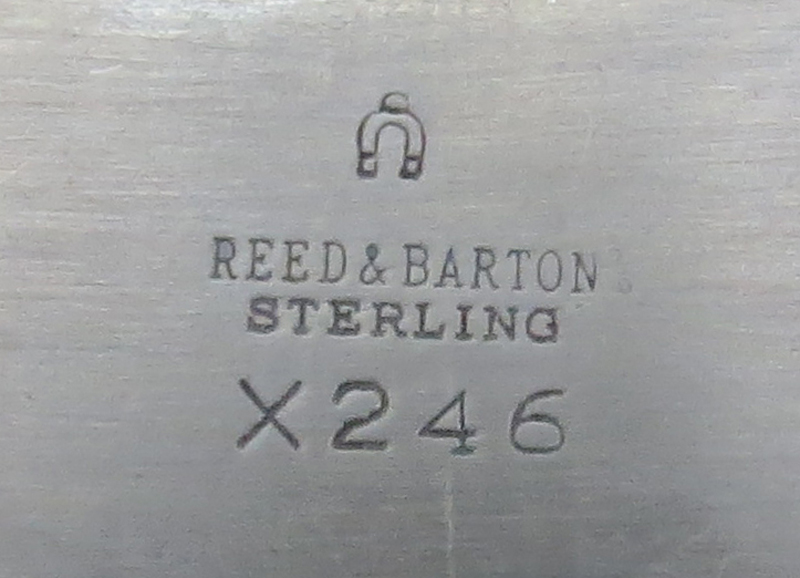 REED & BARTON
STERLING
X246